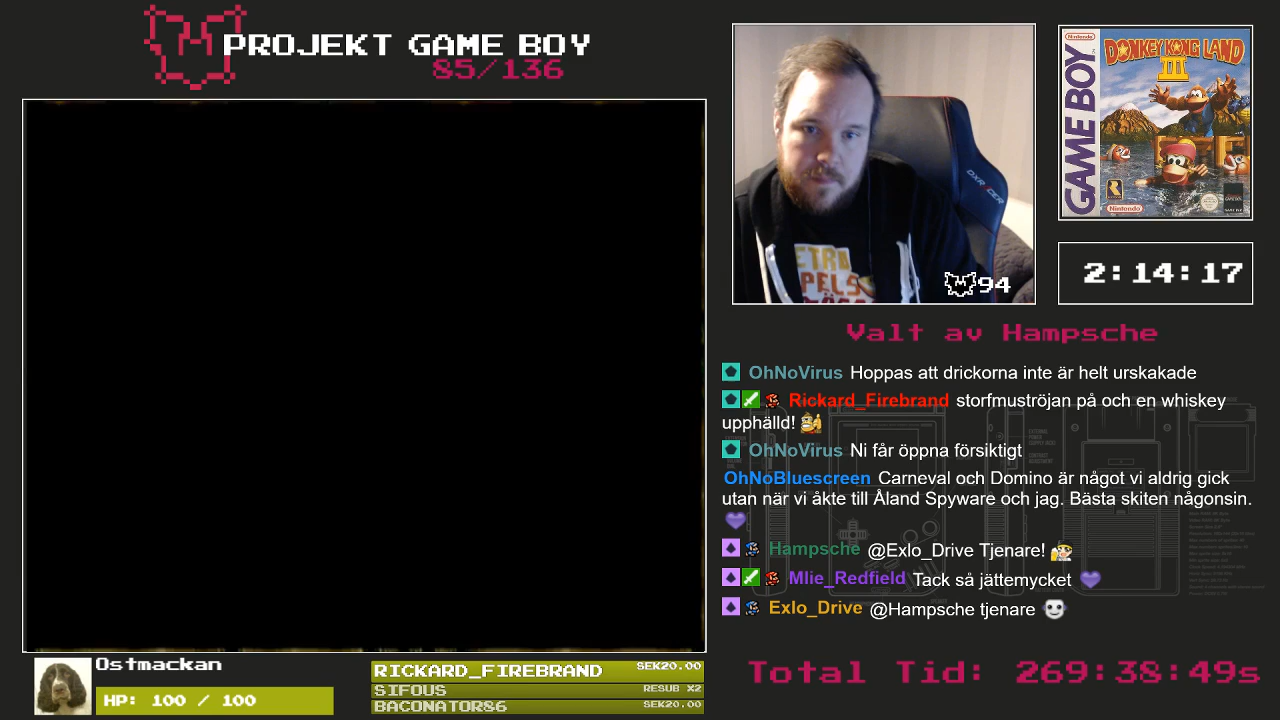 PROJEKT GAME BOY
85/136
Nintendo
DONKEY KONG LAND
III
GAME BOY
Nintendo
DXRACER
94
2:14:17
Valt av Hampsche
OhNoVirus Hoppas att drickorna inte är helt urskakade
Rickard_Firebrand storfmuströjan på och en whiskey
upphälld!
OhNoVirus Ni får öppna försiktigt
OhNoBluescreen Carneval och Domino är något vi aldrig gick
utan när vi åkte till Åland Spyware och jag. Bästa skiten någonsin.
Hampsche @Exlo_Drive Tjenare!
Mlie_Redfield Tack så jättemycket
Exlo_Drive @Hampsche tjenare
Ostmackan
HP: 100 / 100
RICKARD_FIREBRAND SEK20.00
SIFOUS RESUB X2
BACONATOR86 SEK20.00
Total Tid: 269:38:49s